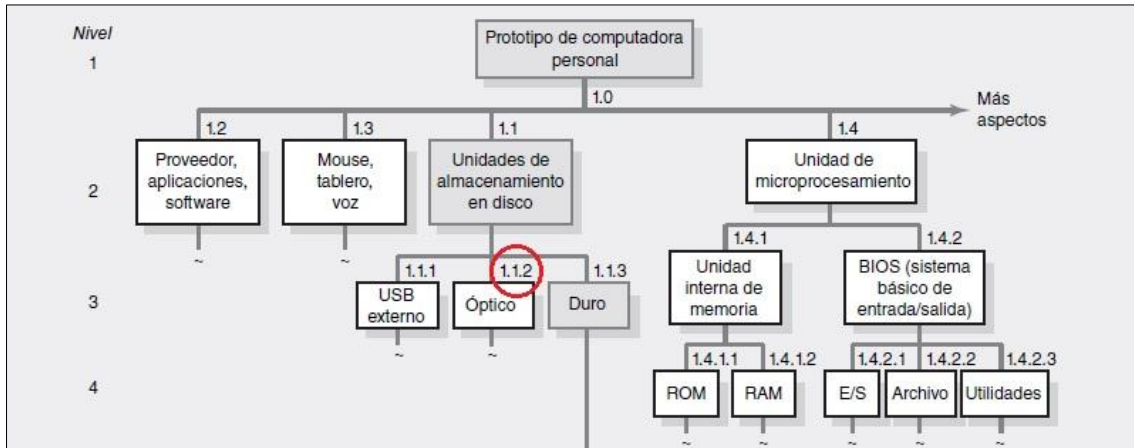 Nivel
1
Prototipo de computadora
personal
1.0
Más
aspectos
1.2
1.3
1.1
1.4
2
Proveedor,
aplicaciones,
software
Mouse,
tablero,
voz
Unidades de
almacenamiento
en disco
Unidad de
microprocesamiento
~
~
1.4.1
1.4.2
1.1.1
1.1.2
1.1.3
3
USB
externo
Óptico
Duro
Unidad
interna de
memoria
BIOS (sistema
básico de
entrada/salida)
~
~
1.4.1.1
1.4.1.2
1.4.2.1
1.4.2.2
1.4.2.3
4
ROM
RAM
E/S
Archivo
Utilidades
~
~
~
~
~